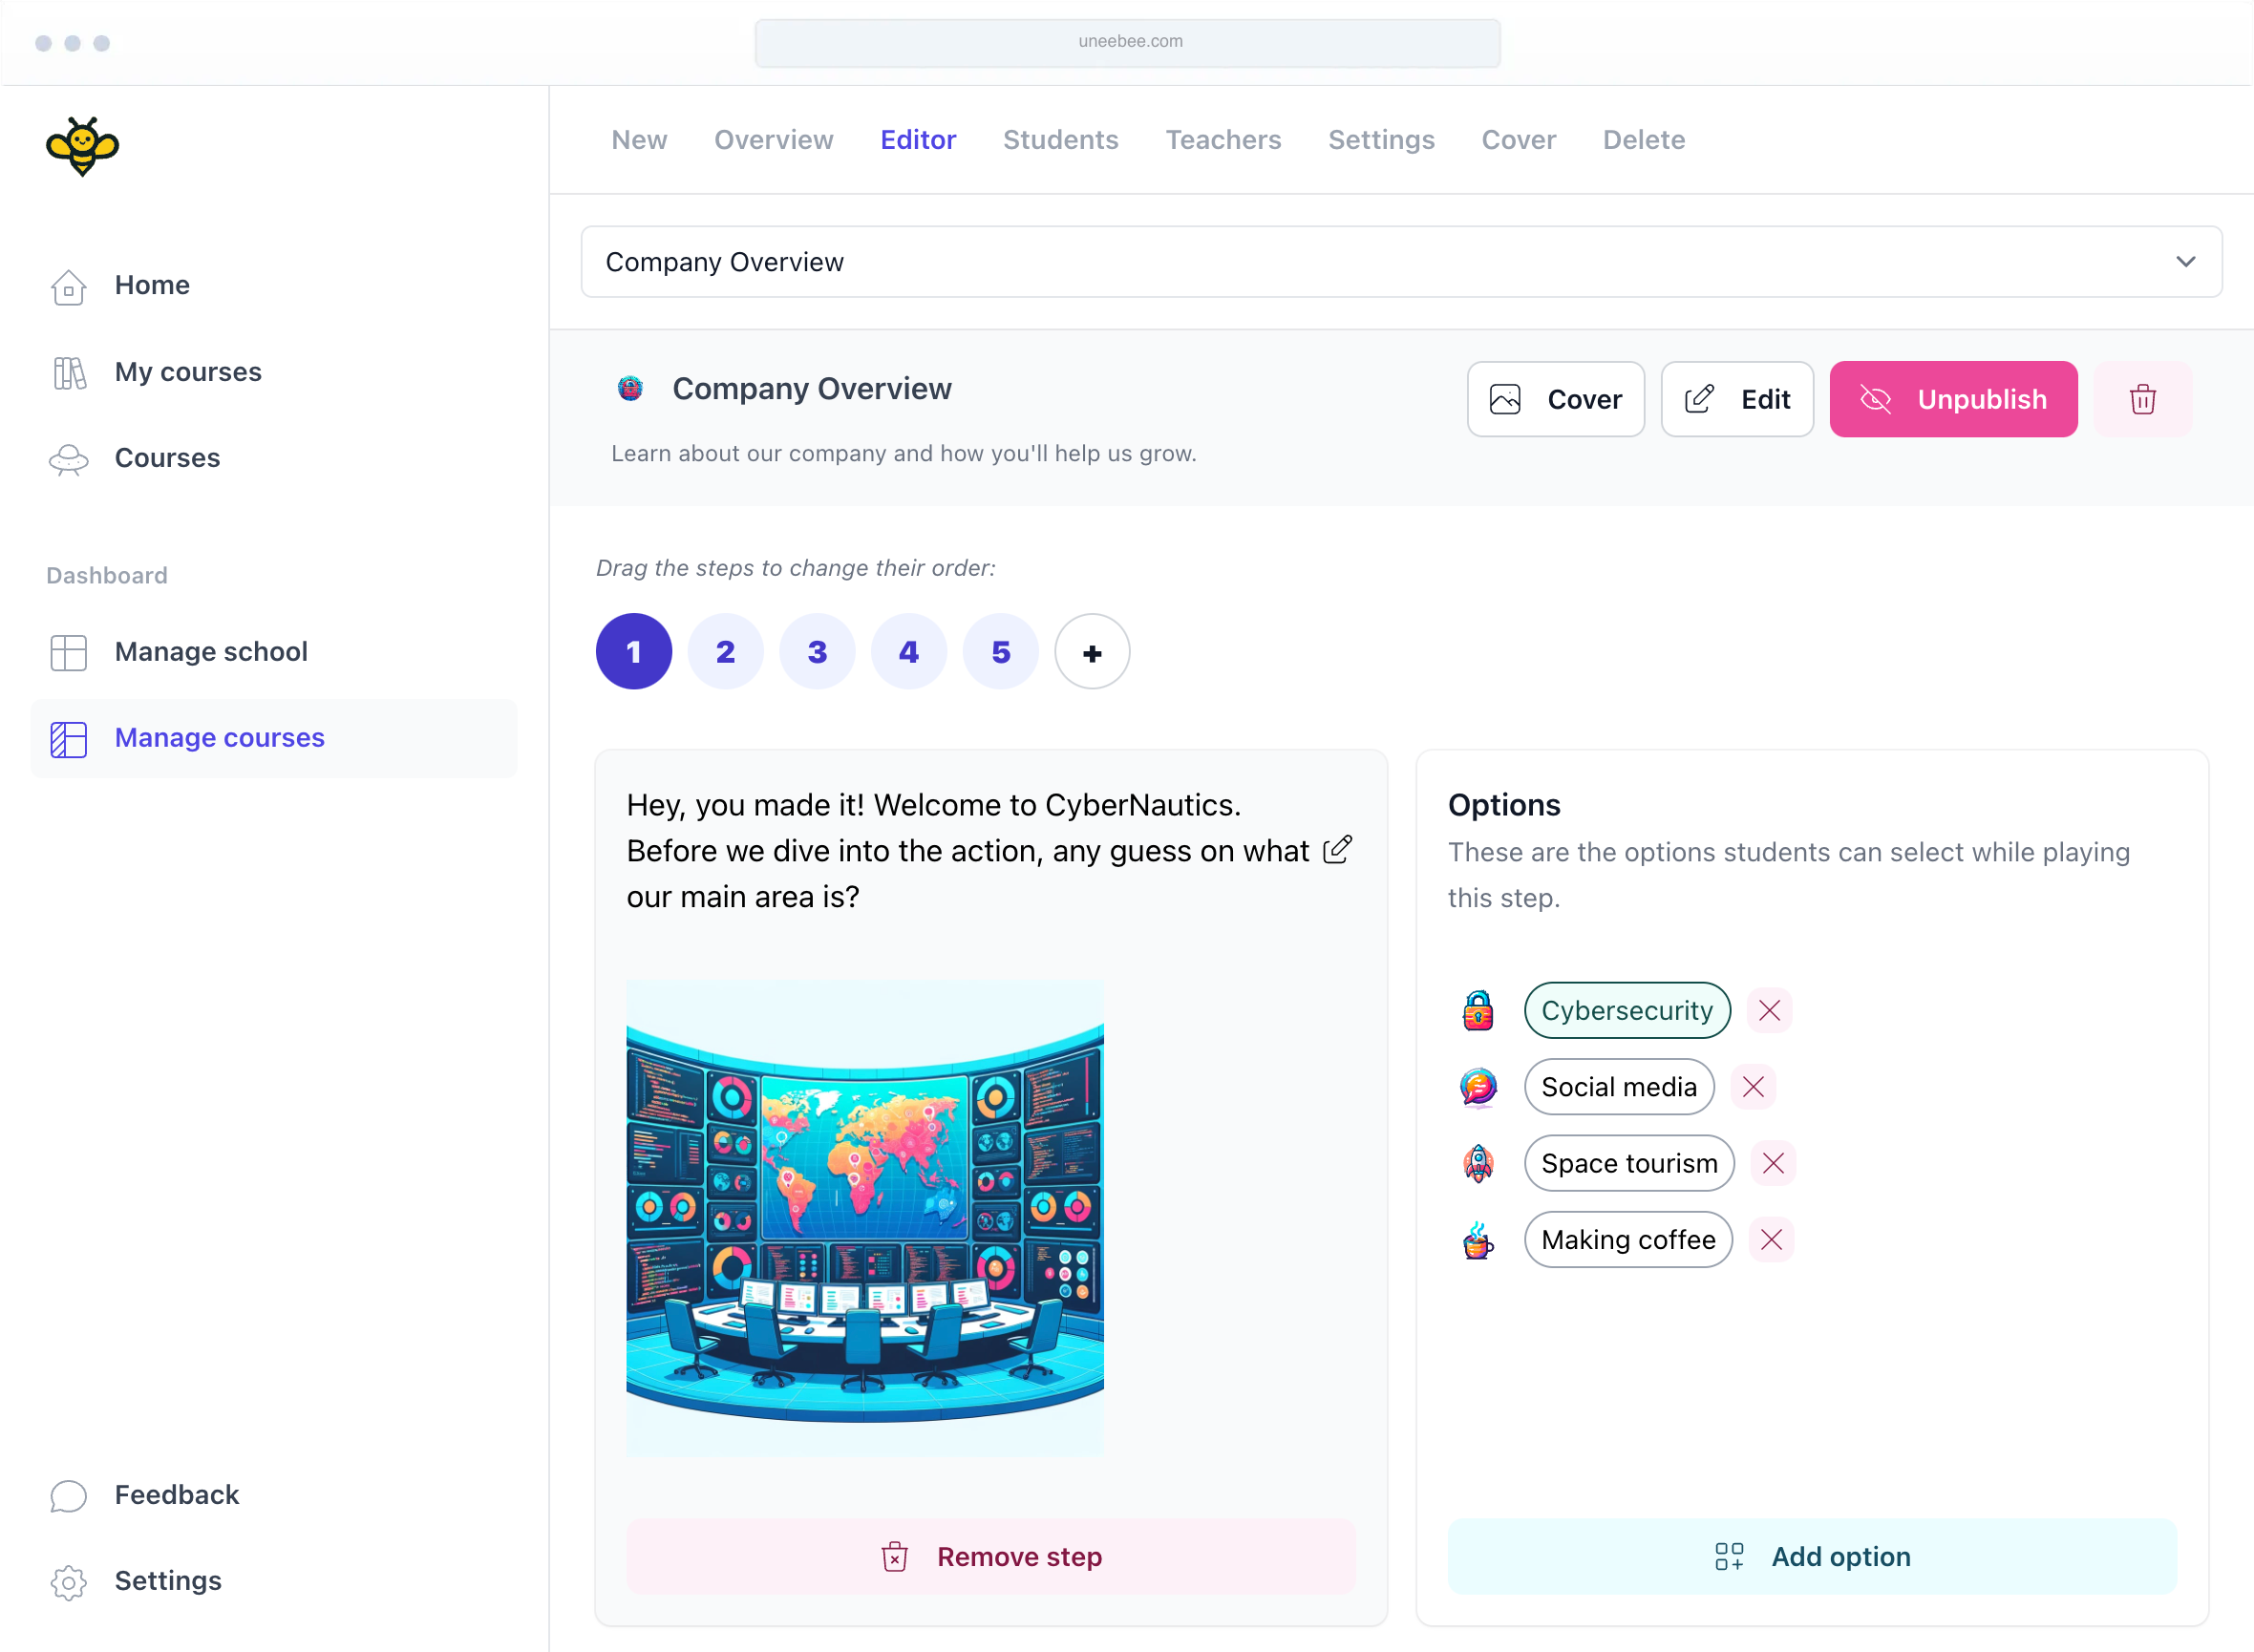 uneebee.com
New Overview Editor Students Teachers Settings Cover Delete
Home
My courses
Courses
Dashboard
Manage school
Manage courses
Feedback
Settings
Company Overview
Company Overview
Learn about our company and how you'll help us grow.
Cover
Edit
Unpublish
Drag the steps to change their order:
1 2 3 4 5 +
Hey, you made it! Welcome to CyberNautics.
Before we dive into the action, any guess on what
our main area is?
Remove step
Options
These are the options students can select while playing
this step.
Cybersecurity
Social media
Space tourism
Making coffee
Add option